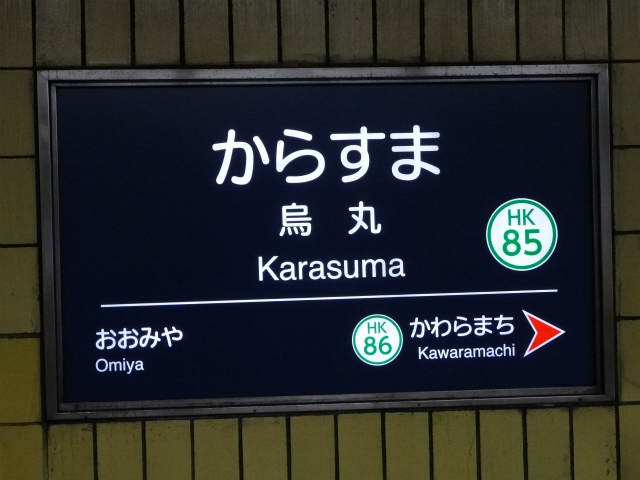 からすま
烏 丸
Karasuma
HK
85
おおみや
Omiya
HK
86
かわらまち
Kawaramachi